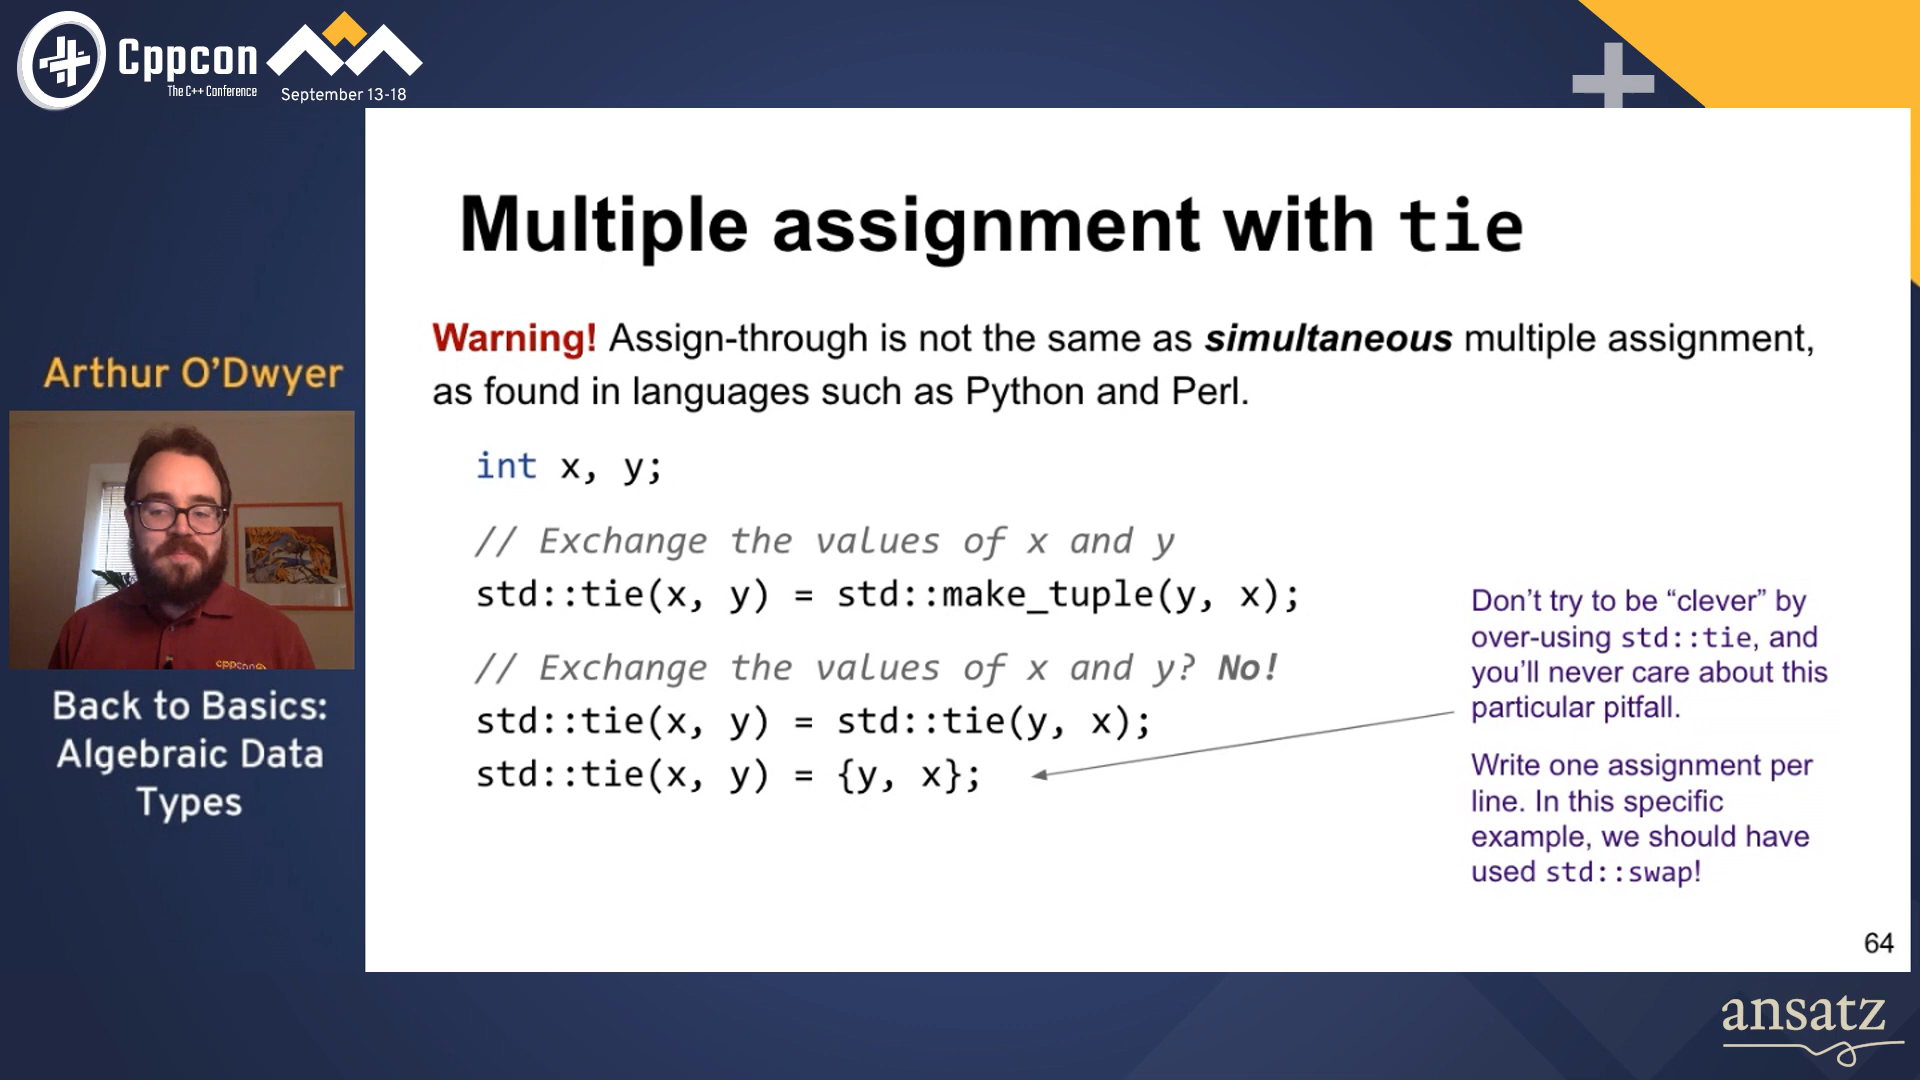 Cppcon
The C++ Conference
September 13-18
Multiple assignment with tie
Warning! Assign-through is not the same as simultaneous multiple assignment,
as found in languages such as Python and Perl.
Arthur O'Dwyer
int x, y;
// Exchange the values of x and y
std::tie(x, y) = std::make_tuple(y, x);
// Exchange the values of x and y? No!
std::tie(x, y) = std::tie(y, x);
std::tie(x, y) = {y, x};
Don't try to be “clever” by
over-using std::tie, and
you'll never care about this
particular pitfall.
Write one assignment per
line. In this specific
example, we should have
used std::swap!
cppcon
Back to Basics:
Algebraic Data
Types
64
ansatz